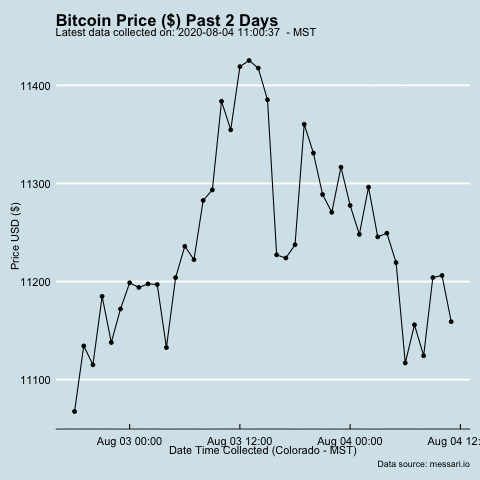 Bitcoin Price ($) Past 2 Days
Latest data collected on: 2020-08-04 11:00:37 - MST
11400
11300
11200
11100
Price USD ($)
Aug 03 00:00 Aug 03 12:00 Aug 04 00:00 Aug 04 12:
Date Time Collected (Colorado - MST)
Data source: messari.io